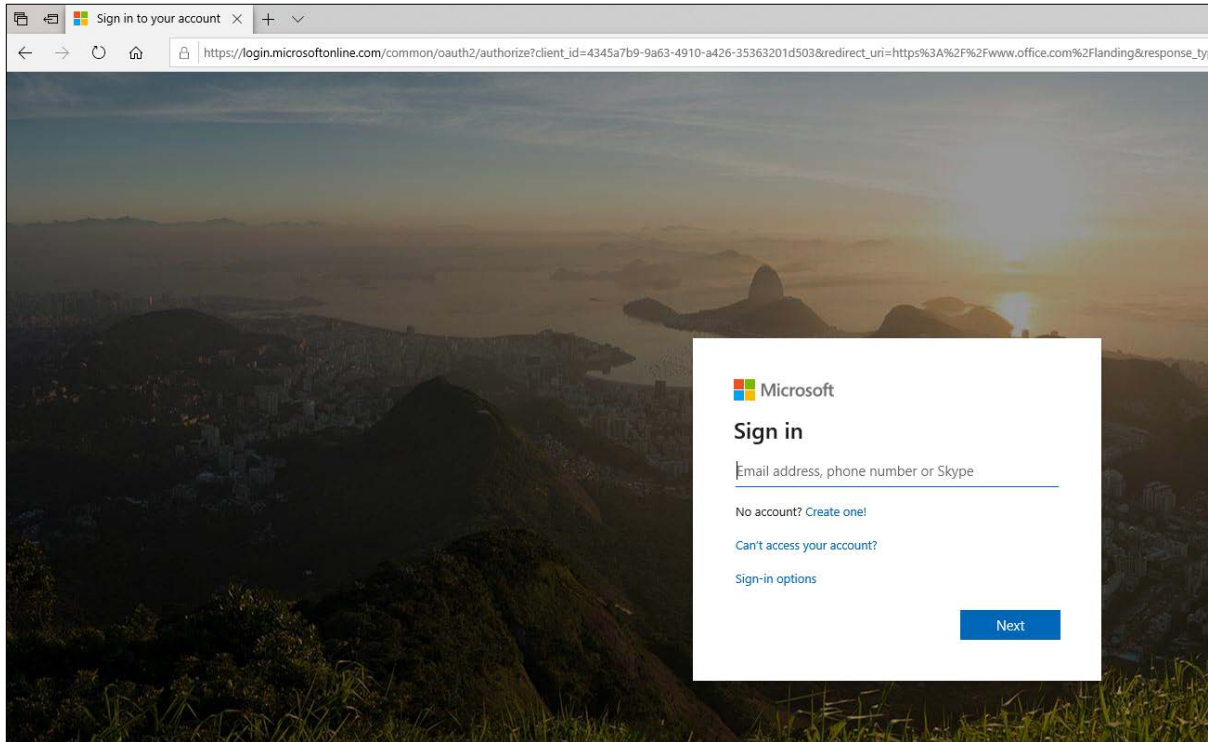 Sign in to your account
https://login.microsoftonline.com/common/oauth2/authorize?client_id=4345a7b9-9a63-4910-a426-35363201d503&redirect_uri=https%3A%2F%2Fwww.office.com%2Flanding&response_ty
Microsoft
Sign in
Email address, phone number or Skype
No account? Create one!
Can't access your account?
Sign-in options
Next